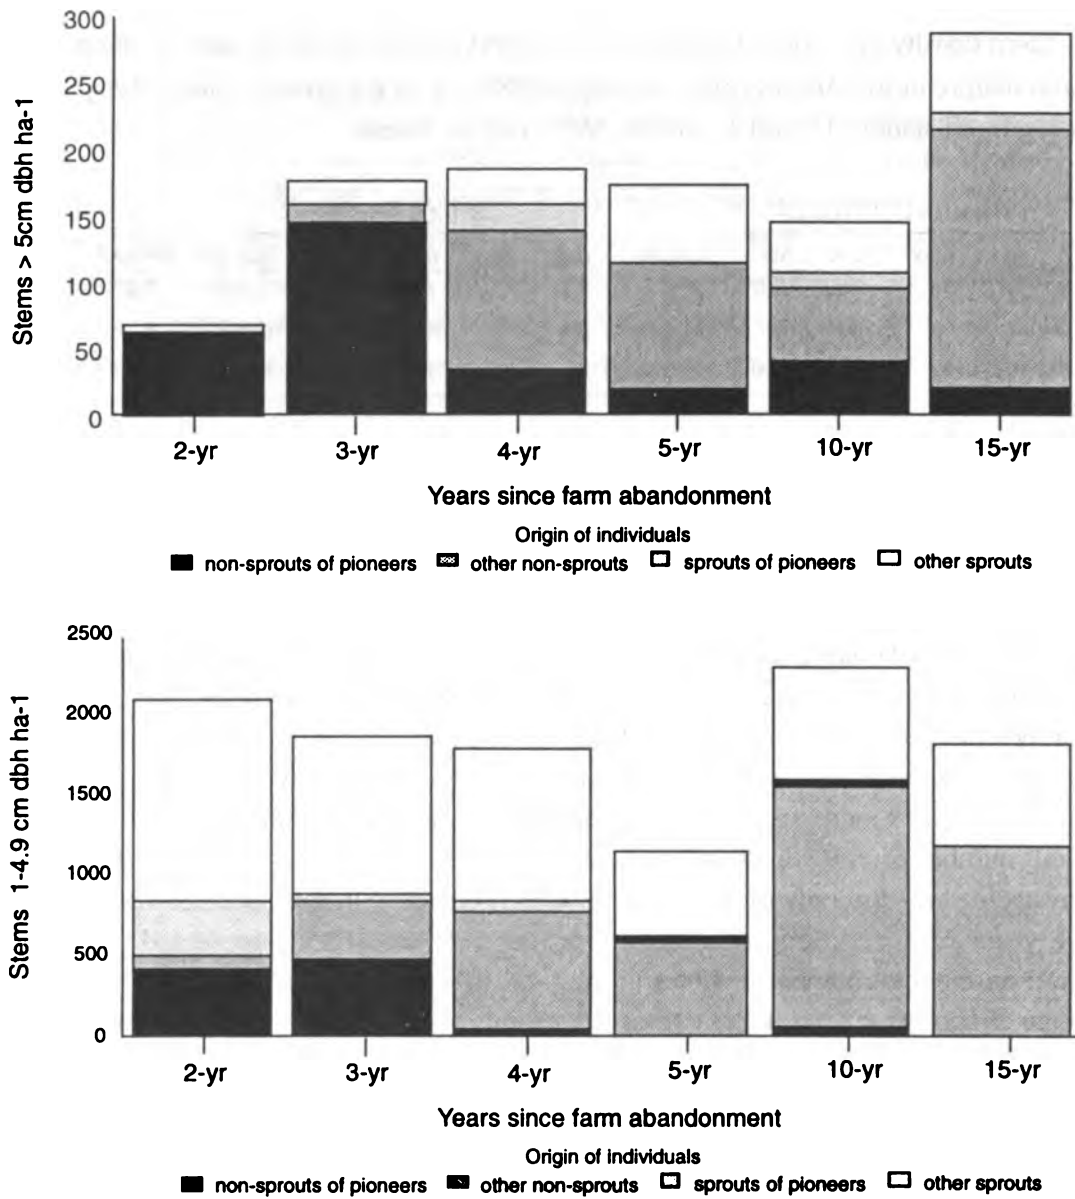 300
250
200
150
100
50
0
Stems > 5cm dbh ha-1
2-yr 3-yr 4-yr 5-yr 10-yr 15-yr
Years since farm abandonment
Origin of individuals
non-sprouts of pioneers other non-sprouts sprouts of pioneers other sprouts
2500
2000
1500
1000
500
0
Stems 1-4.9 cm dbh ha-1
2-yr 3-yr 4-yr 5-yr 10-yr 15-yr
Years since farm abandonment
Origin of individuals
non-sprouts of pioneers other non-sprouts sprouts of pioneers other sprouts